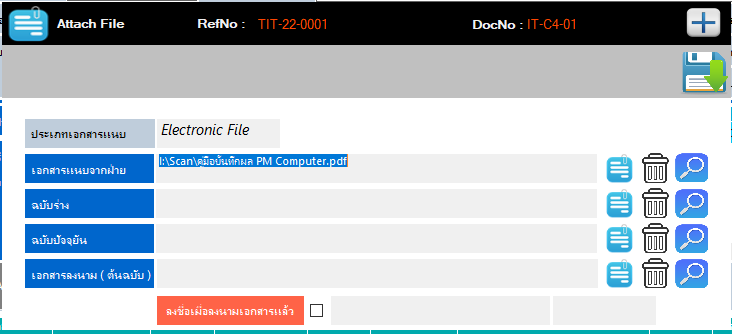 Attach File RefNo : TIT-22-0001 DocNo : IT-C4-01
ประเภทเอกสารแนบ Electronic File
เอกสารแนบจากฝ่าย I:\Scan\คู่มือบันทึกผล PM Computer.pdf
ฉบับร่าง
ฉบับปัจจุบัน
เอกสารลงนาม ( ต้นฉบับ )
ลงชื่อเมื่อลงนามเอกสารแล้ว